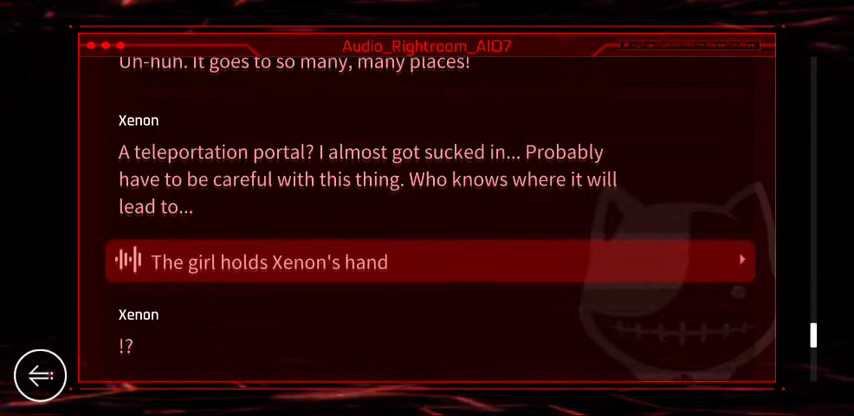 Audio_Rightroom_AI07
Uh-huh. It goes to so many, many places!
Xenon
A teleportation portal? I almost got sucked in... Probably
have to be careful with this thing. Who knows where it will
lead to...
The girl holds Xenon's hand
Xenon
!?